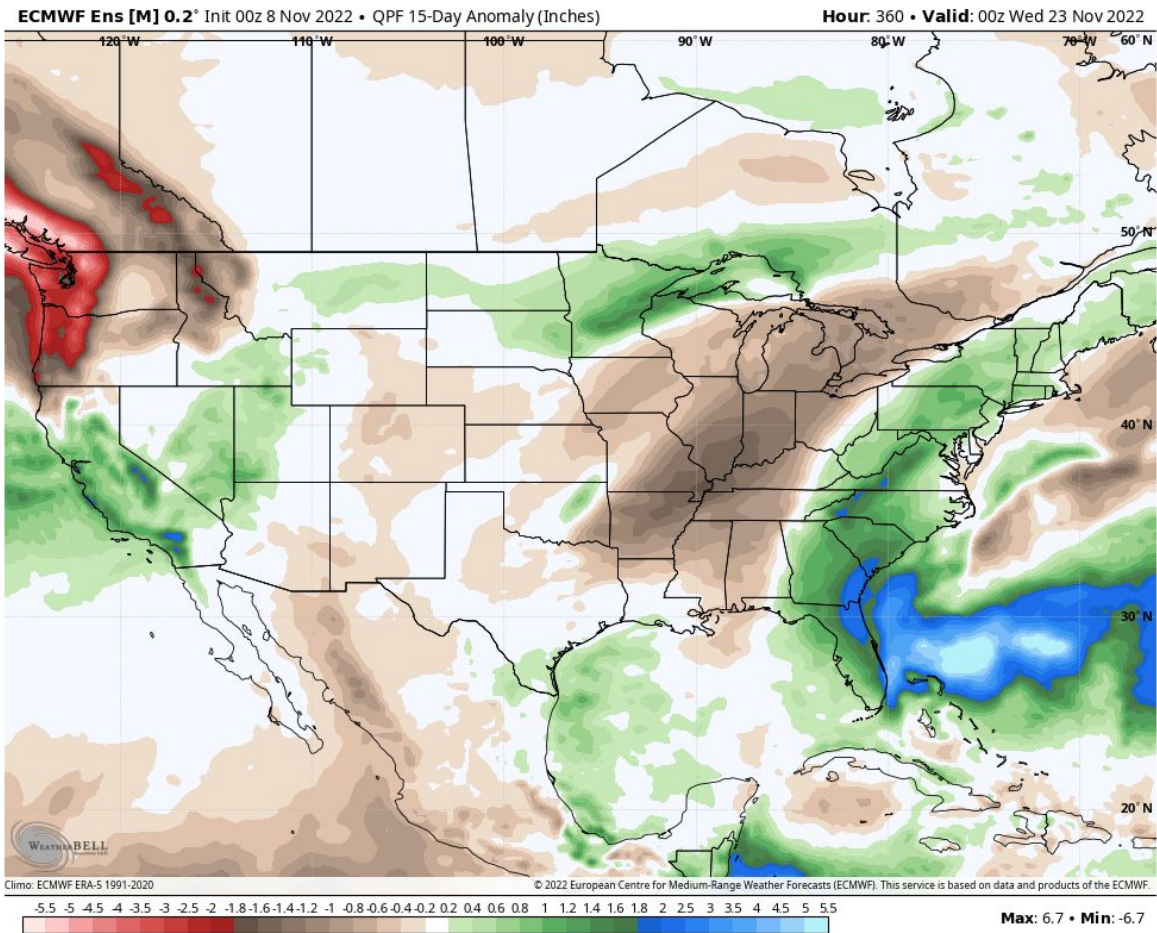 ECMWF Ens [M] 0.2° Init 00z 8 Nov 2022 • QPF 15-Day Anomaly (Inches)
Hour: 360 • Valid: 00z Wed 23 Nov 2022
120°W 110°W 100°W 90°W 80°W 70°W 60°N
50°N
40°N
30°N
20°N
WEATHERBELL
Climo: ECMWF ERA-5 1991-2020
© 2022 European Centre for Medium-Range Weather Forecasts (ECMWF). This service is based on data and products of the ECMWF.
-5.5 -5 -4.5 -4 -3.5 -3 -2.5 -2 -1.8 -1.6 -1.4 -1.2 -1 -0.8 -0.6 -0.4 -0.2 0.2 0.4 0.6 0.8 1 1.2 1.4 1.6 1.8 2 2.5 3 3.5 4 4.5 5 5.5
Max: 6.7 • Min: -6.7